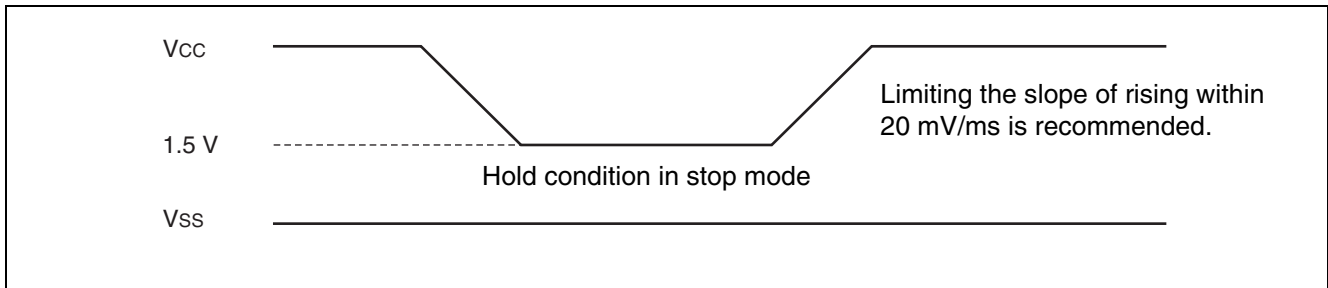 Vcc
Limiting the slope of rising within
20 mV/ms is recommended.
1.5 V
Hold condition in stop mode
Vss